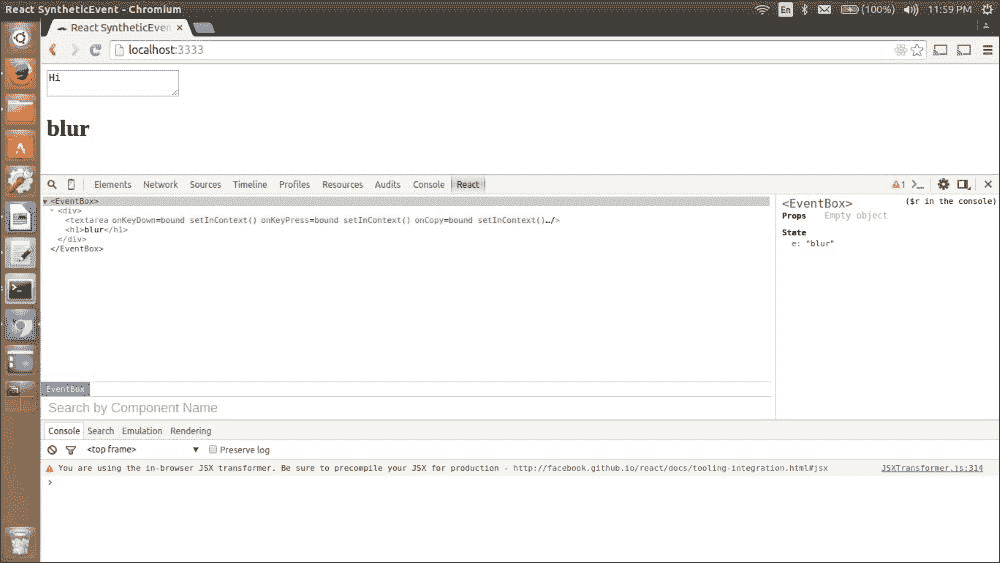 React SyntheticEvent - Chromium
En
(100%)
11:59 PM
React SyntheticEvent
localhost:3333
Hi
blur
Elements Network Sources Timeline Profiles Resources Audits Console React
1
<EventBox>
<div>
<textarea onKeyDown=bound setInContext() onKeyPress=bound setInContext() onCopy=bound setInContext()…/>
<h1>blur</h1>
</div>
</EventBox>
<EventBox> ($r in the console)
Props Empty object
State
e: "blur"
EventBox
Search by Component Name
Console Search Emulation Rendering
<top frame> Preserve log
You are using the in-browser JSX transformer. Be sure to precompile your JSX for production - http://facebook.github.io/react/docs/tooling-integration.html#jsx JSXTransformer.js:314